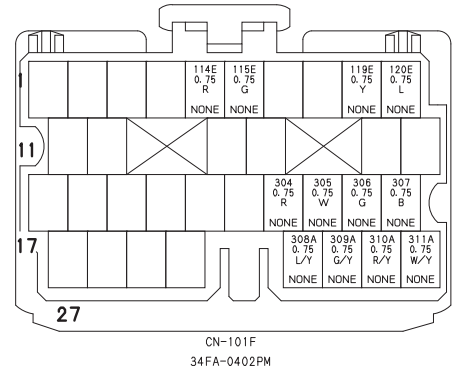 114E 115E 119E 120E
0.75 0.75 0.75 0.75
R G Y L
1
NONE NONE NONE NONE
11
304 305 306 307
0.75 0.75 0.75 0.75
R W G B
NONE NONE NONE NONE
17
308A 309A 310A 311A
0.75 0.75 0.75 0.75
L/Y G/Y R/Y W/Y
NONE NONE NONE NONE
27
CN-101F
34FA-0402PM